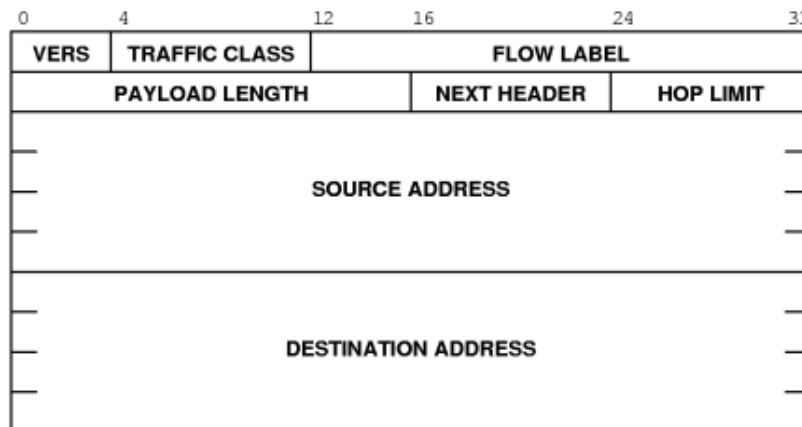 0 4 12 16 24 31
VERS TRAFFIC CLASS FLOW LABEL
PAYLOAD LENGTH NEXT HEADER HOP LIMIT
SOURCE ADDRESS
DESTINATION ADDRESS